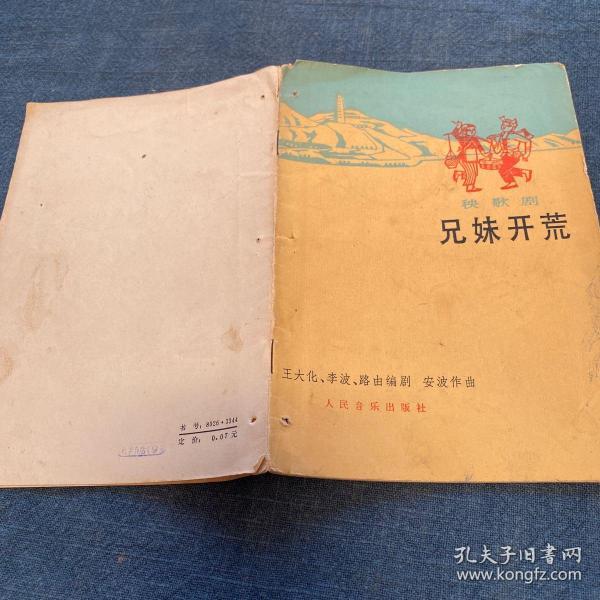 秧歌剧
兄妹开荒
王大化、李波、路由编剧 安波作曲
人民音乐出版社
书号：8026·3344
定价：0.07元
孔夫子旧书网
www.kongfz.com